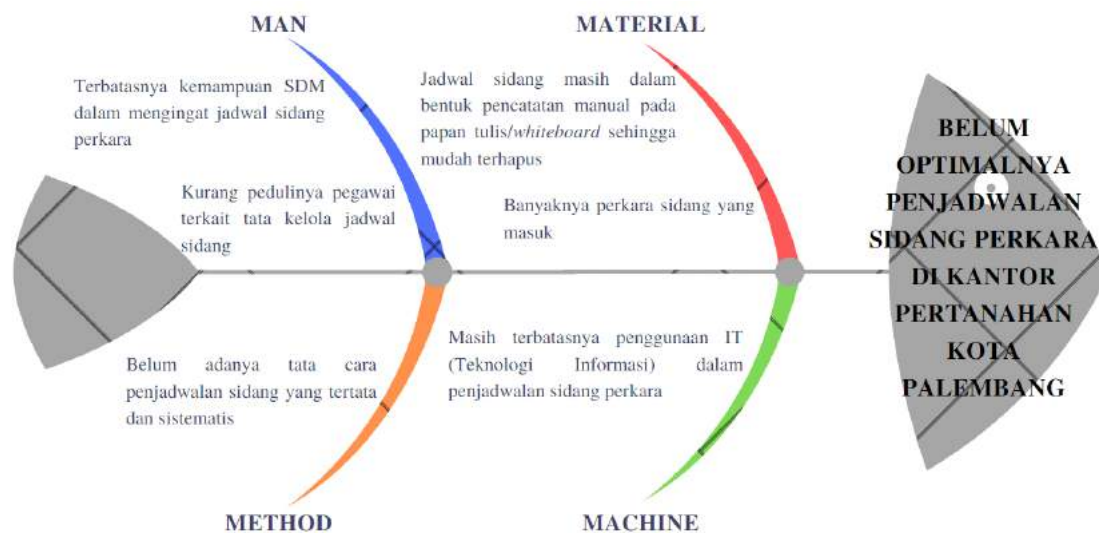 MAN
Terbatasnya kemampuan SDM
dalam mengingat jadwal sidang
perkara
Kurang pedulinya pegawai
terkait tata kelola jadwal
sidang
MATERIAL
Jadwal sidang masih dalam
bentuk pencatatan manual pada
papan tulis/whiteboard sehingga
mudah terhapus
Banyaknya perkara sidang yang
masuk
Belum adanya tata cara
penjadwalan sidang yang tertata
dan sistematis
METHOD
Masih terbatasnya penggunaan IT
(Teknologi Informasi) dalam
penjadwalan sidang perkara
MACHINE
BELUM
OPTIMALNYA
PENJADWALAN
SIDANG PERKARA
DI KANTOR
PERTANAHAN
KOTA
PALEMBANG